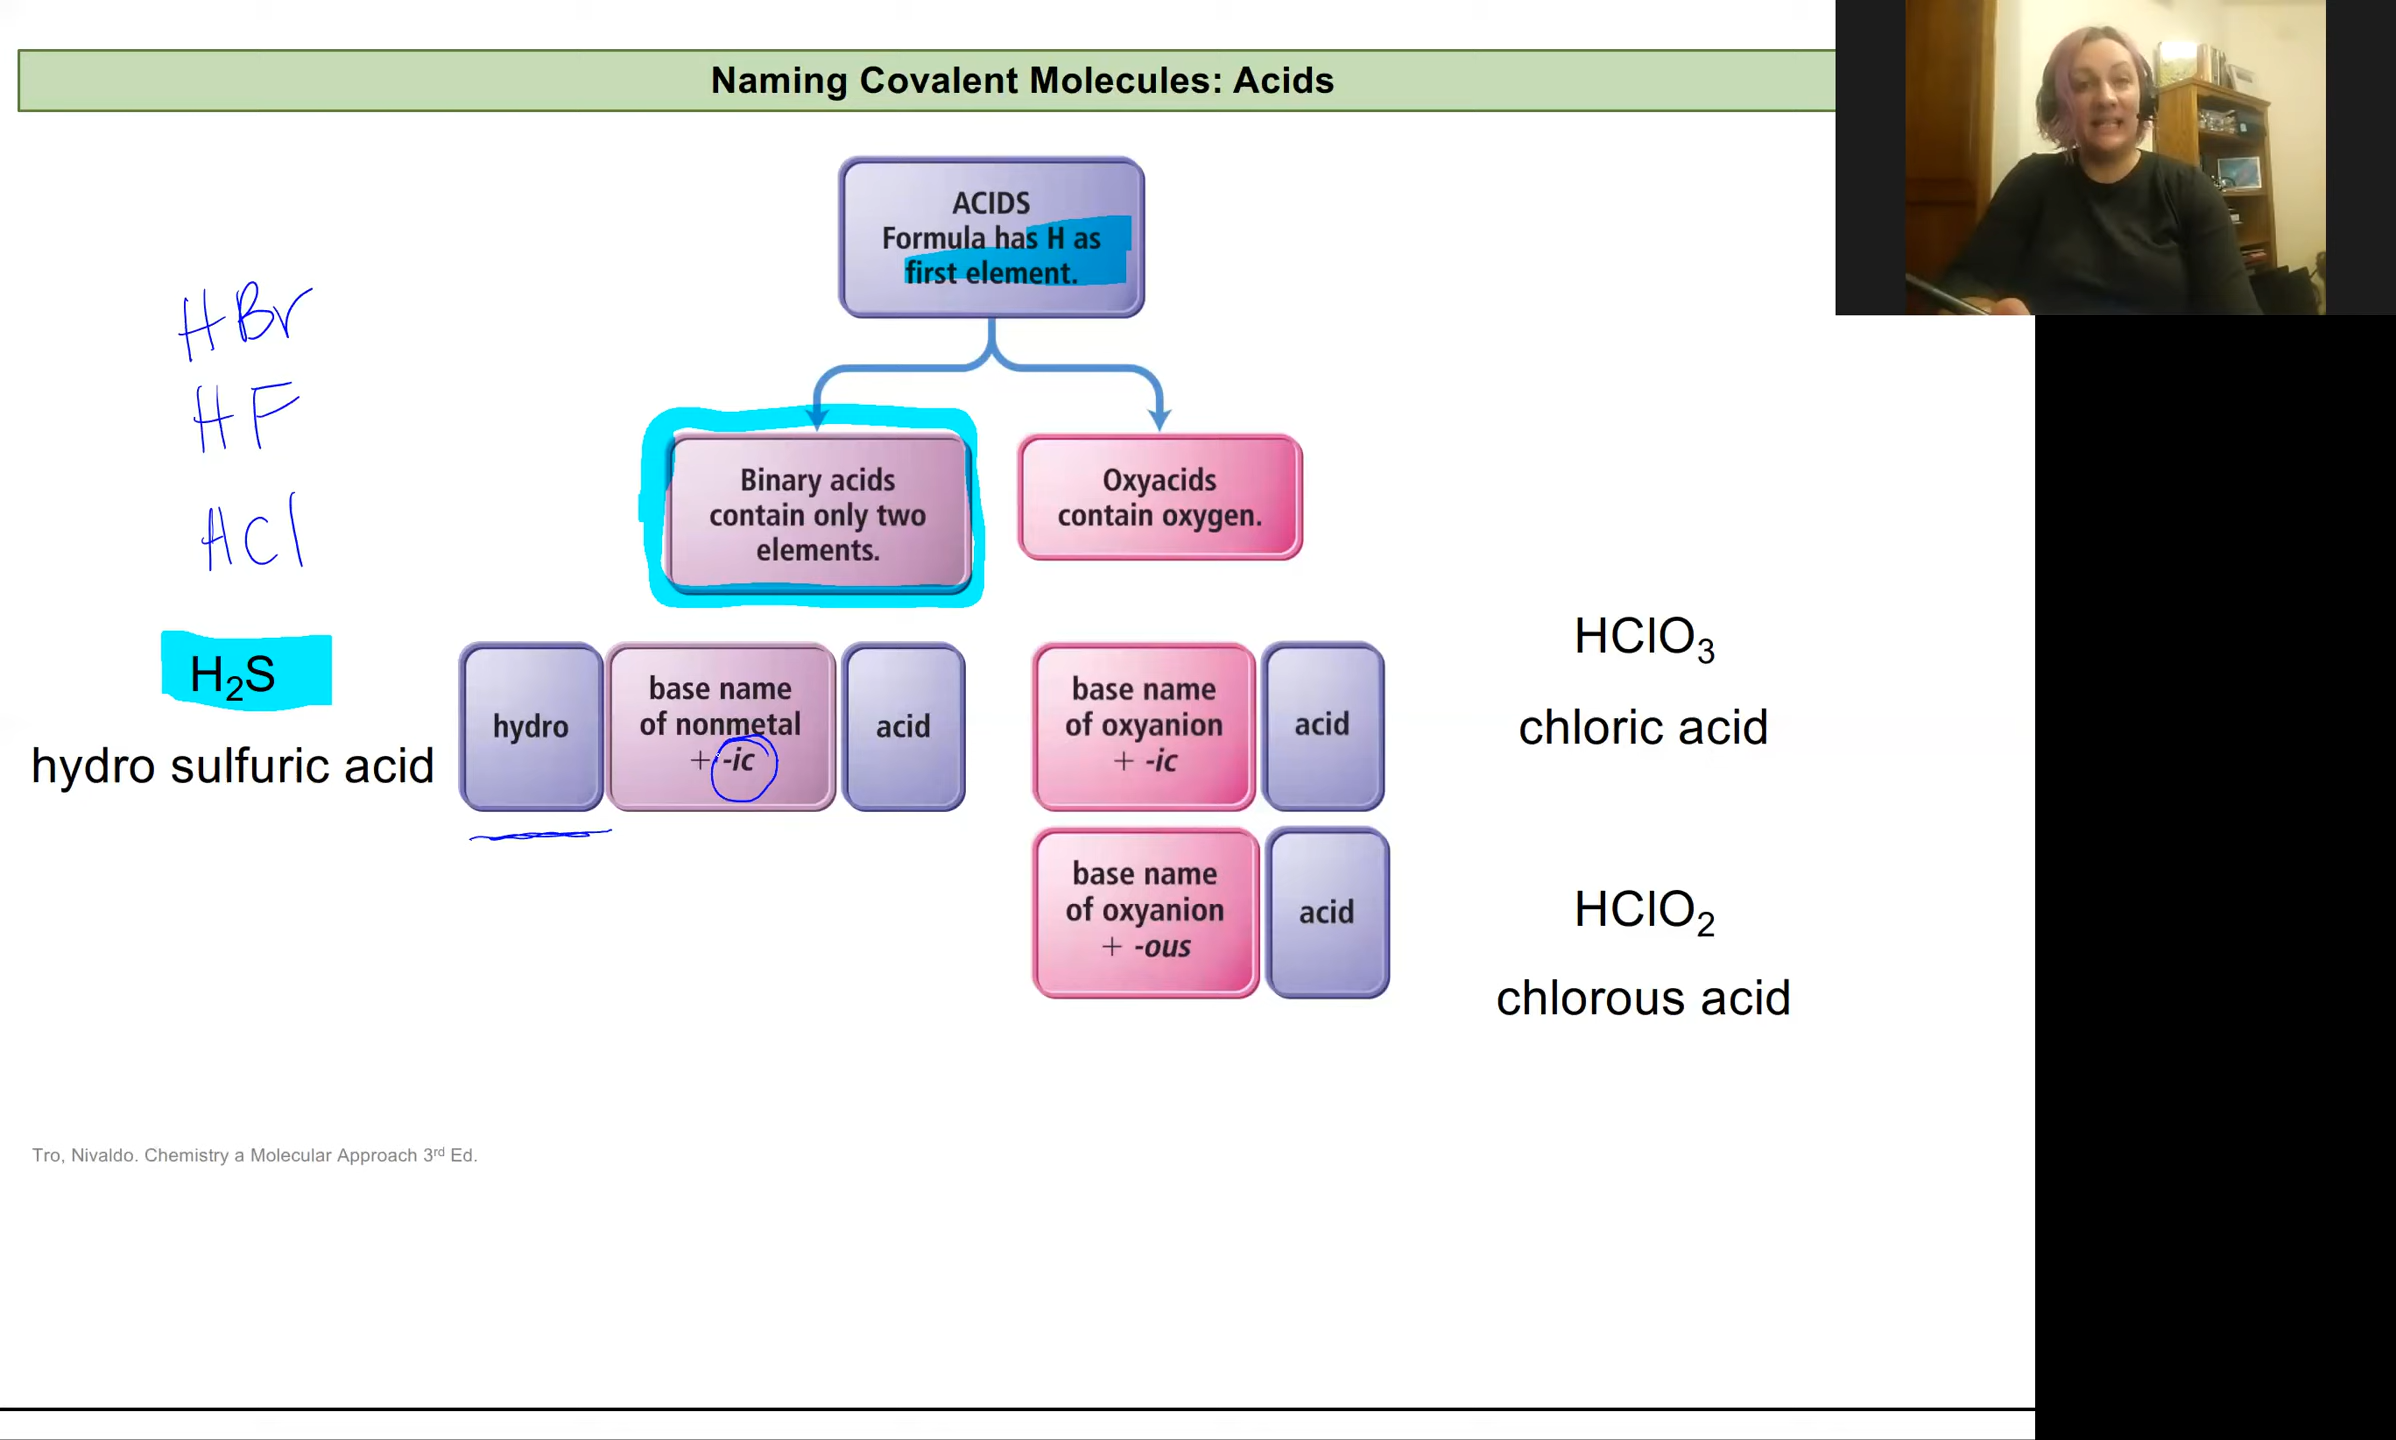 Naming Covalent Molecules: Acids
ACIDS
Formula has H as
first element.
HBr
HF
HCl
Binary acids
contain only two
elements.
Oxyacids
contain oxygen.
H₂S
hydro sulfuric acid
hydro
base name
of nonmetal
+ -ic
acid
base name
of oxyanion
+ -ic
acid
HClO₃
chloric acid
base name
of oxyanion
+ -ous
acid
HClO₂
chlorous acid
Tro, Nivaldo. Chemistry a Molecular Approach 3rd Ed.